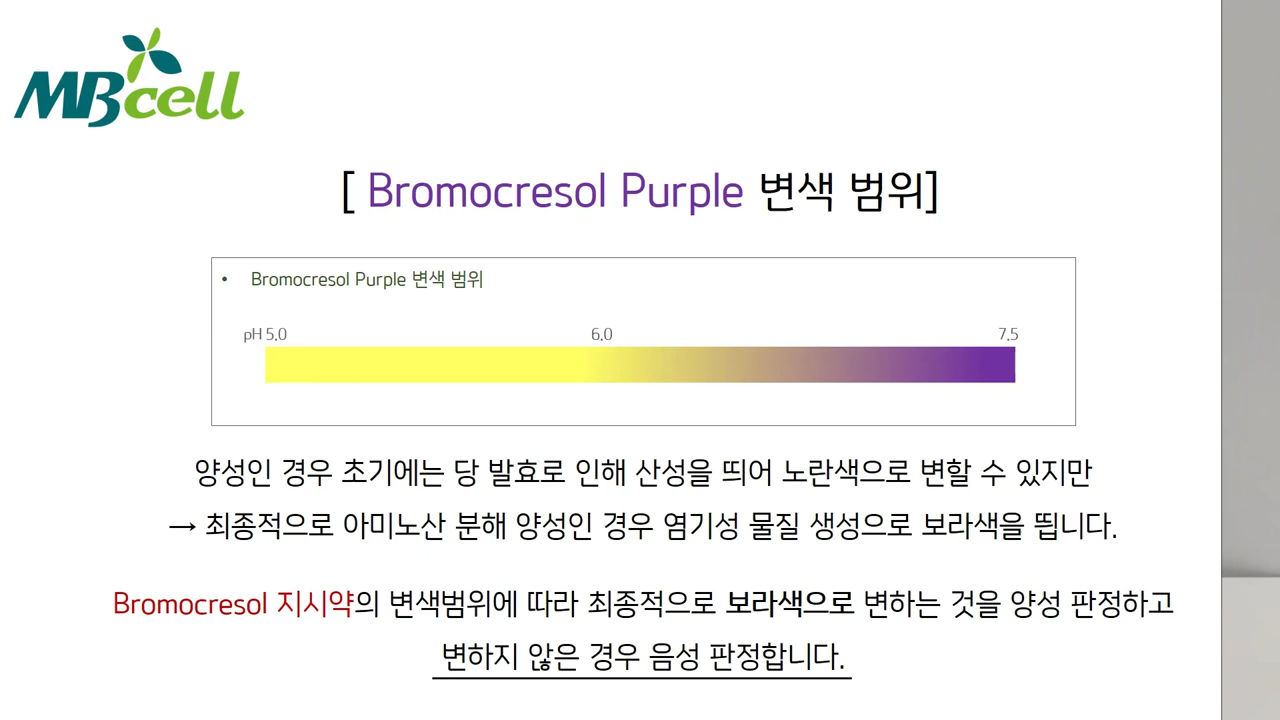 MBcell
[ Bromocresol Purple 변색 범위]
• Bromocresol Purple 변색 범위
pH 5.0 6.0 7.5
양성인 경우 초기에는 당 발효로 인해 산성을 띄어 노란색으로 변할 수 있지만
→ 최종적으로 아미노산 분해 양성인 경우 염기성 물질 생성으로 보라색을 띕니다.
Bromocresol 지시약의 변색범위에 따라 최종적으로 보라색으로 변하는 것을 양성 판정하고
변하지 않은 경우 음성 판정합니다.